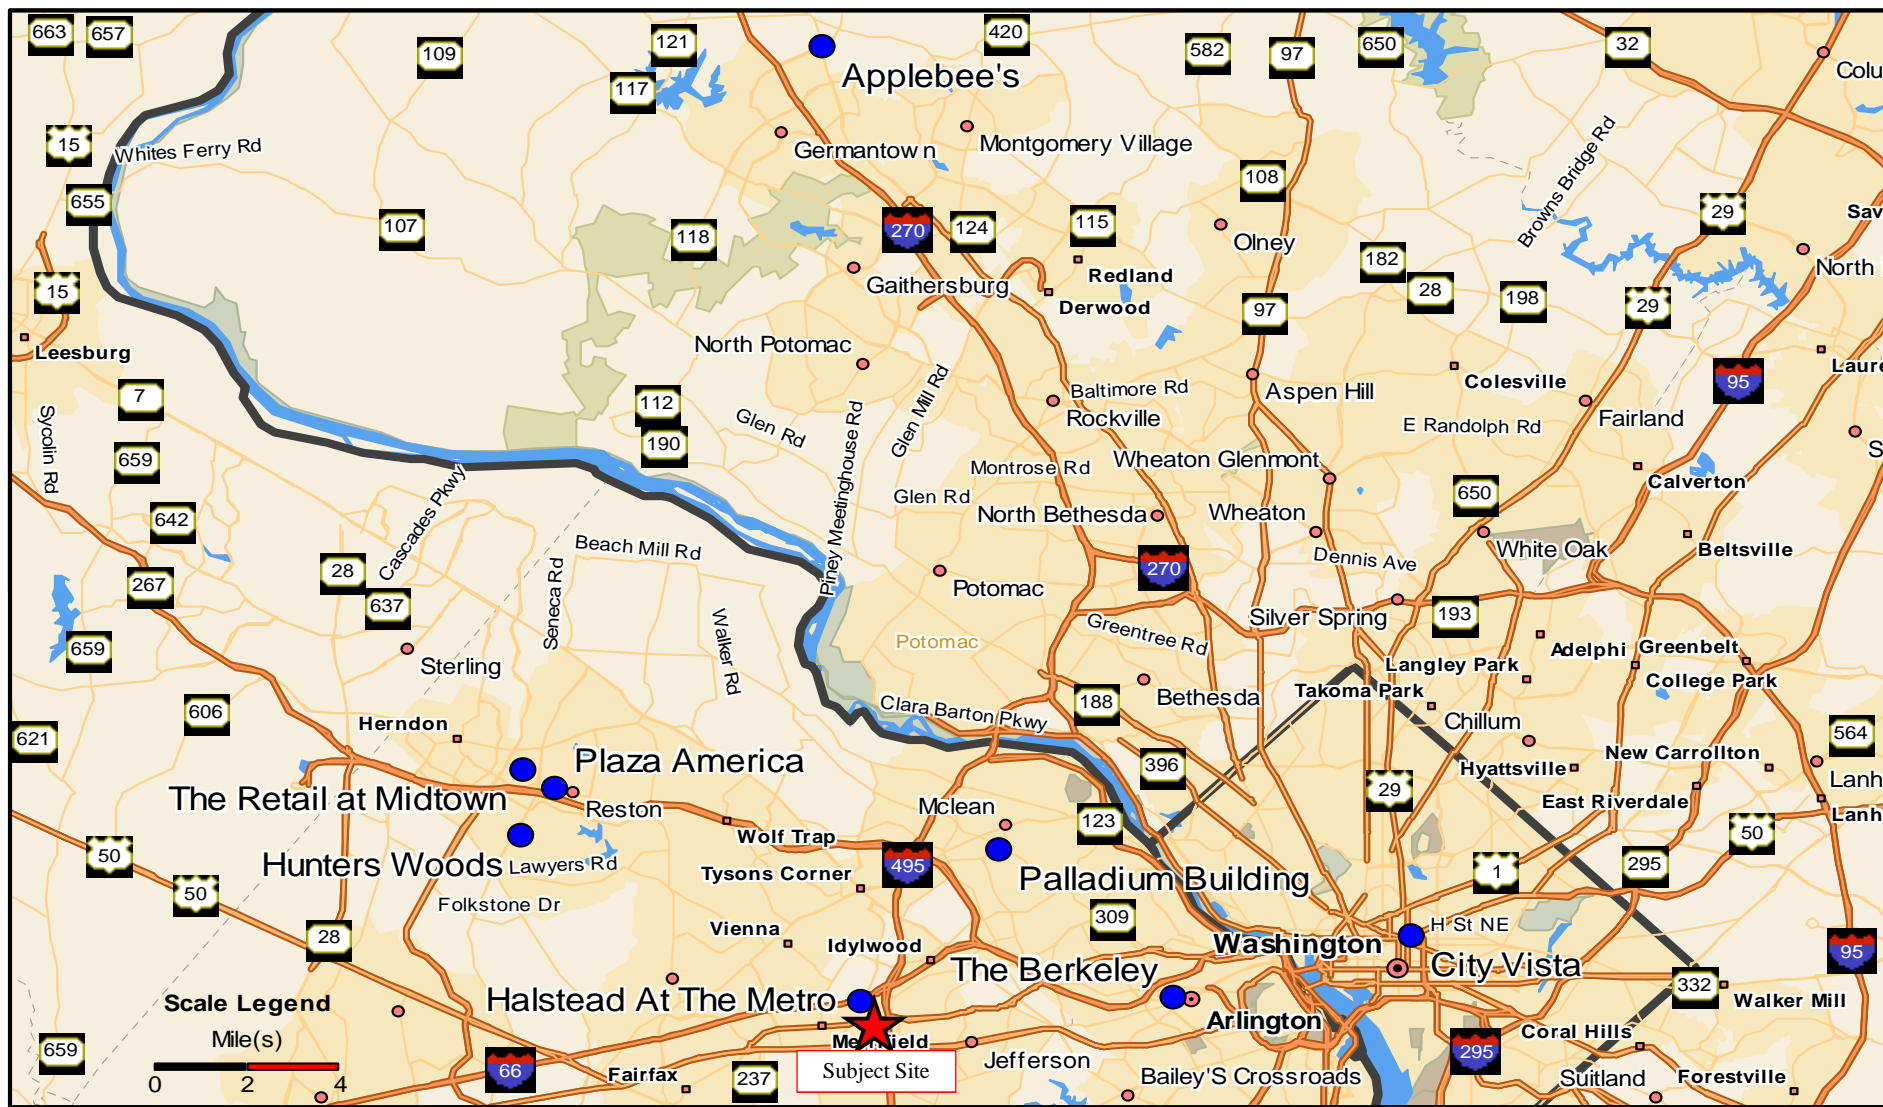 663
657
109
121
420
582
97
650
32
Colu
Applebee's
117
15
Whites Ferry Rd
Germantown
Montgomery Village
Browns Bridge Rd
655
107
118
270
124
115
108
Olney
29
Sav
182
North
15
Gaithersburg
Redland
Derwood
28
198
29
97
Leesburg
North Potomac
Laure
7
112
Baltimore Rd
Aspen Hill
Colesville
95
Sycolin Rd
Glen Rd
Piney Meetinghouse Rd
Glen Mill Rd
Rockville
E Randolph Rd
Fairland
190
659
Cascades Pkwy
Montrose Rd
Wheaton Glenmont
S
Calverton
Glen Rd
650
642
North Bethesda
Wheaton
Beach Mill Rd
Dennis Ave
White Oak
Beltsville
28
267
Seneca Rd
270
Potomac
637
Walker Rd
Greentree Rd
Silver Spring
193
659
Potomac
Adelphi
Greenbelt
Sterling
Langley Park
College Park
Takoma Park
Bethesda
188
606
Clara Barton Pkwy
Chillum
Herndon
621
564
Plaza America
New Carrollton
396
Hyattsville
Lanh
The Retail at Midtown
Reston
Mclean
29
East Riverdale
Lanh
123
Wolf Trap
50
50
Hunters Woods
Lawyers Rd
495
Tysons Corner
Palladium Building
1
295
50
Folkstone Dr
309
H St NE
28
Vienna
Idylwood
Washington
95
The Berkeley
City Vista
332
Scale Legend
Halstead At The Metro
Walker Mill
Mile(s)
Arlington
Coral Hills
659
Jefferson
295
0
2
4
66
Fairfax
237
Subject Site
Bailey'S Crossroads
Suitland
Forestville